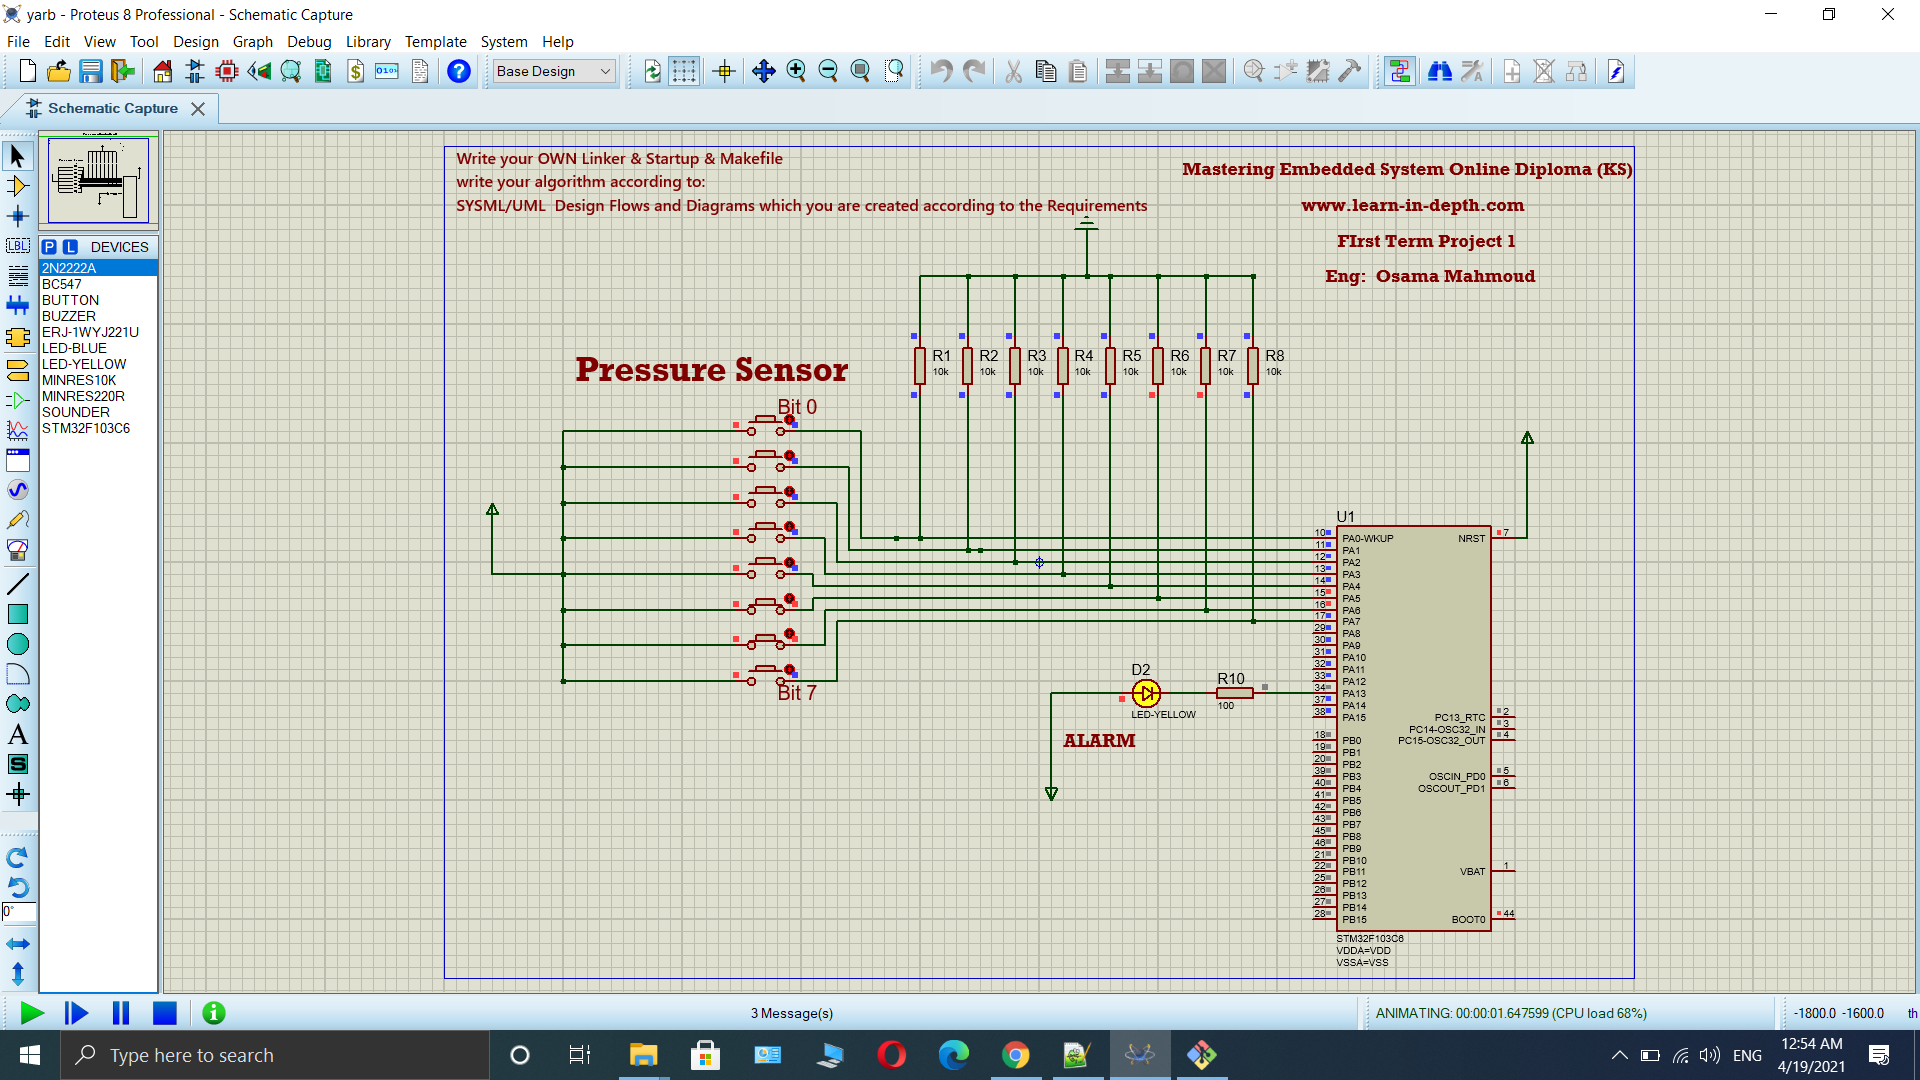 yarb - Proteus 8 Professional - Schematic Capture
File Edit View Tool Design Graph Debug Library Template System Help
Base Design
Schematic Capture
Write your OWN Linker & Startup & Makefile
write your algorithm according to:
SYSML/UML Design Flows and Diagrams which you are created according to the Requirements
Mastering Embedded System Online Diploma (KS)
www.learn-in-depth.com
FIrst Term Project 1
Eng: Osama Mahmoud
P L DEVICES
2N2222A
BC547
BUTTON
BUZZER
ERJ-1WYJ221U
LED-BLUE
LED-YELLOW
MINRES10K
MINRES220R
SOUNDER
STM32F103C6
LBL
A
S
0°
Pressure Sensor
Bit 0
Bit 7
R1 R2 R3 R4 R5 R6 R7 R8
10k 10k 10k 10k 10k 10k 10k 10k
D2
LED-YELLOW
R10
100
ALARM
U1
10 PA0-WKUP NRST 7
11 PA1
12 PA2
13 PA3
14 PA4
15 PA5
16 PA6
17 PA7
29 PA8
30 PA9
31 PA10
32 PA11
33 PA12
34 PA13
37 PA14
38 PA15 PC13_RTC 2
PC14-OSC32_IN 3
18 PB0 PC15-OSC32_OUT 4
19 PB1
20 PB2
39 PB3 OSCIN_PD0 5
40 PB4 OSCOUT_PD1 6
41 PB5
42 PB6
43 PB7
45 PB8
46 PB9
21 PB10
22 PB11 VBAT 1
25 PB12
26 PB13
27 PB14
28 PB15 BOOT0 44
STM32F103C6
VDDA=VDD
VSSA=VSS
3 Message(s)
ANIMATING: 00:00:01.647599 (CPU load 68%)
-1800.0 -1600.0 th
Type here to search
ENG
12:54 AM
4/19/2021